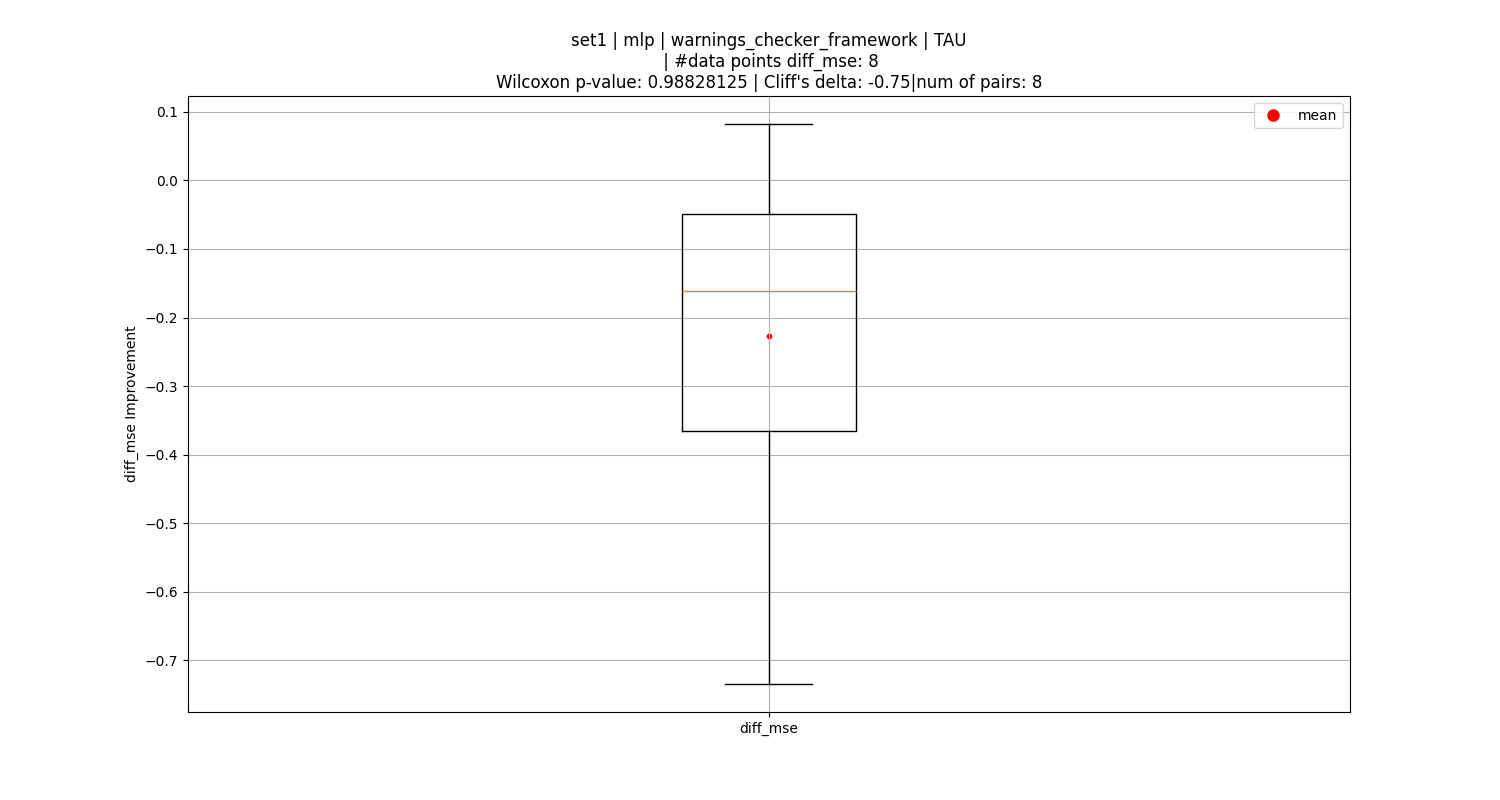 set1 | mlp | warnings_checker_framework | TAU
| #data points diff_mse: 8
Wilcoxon p-value: 0.98828125 | Cliff's delta: -0.75|num of pairs: 8
mean
0.1
0.0
−0.1
−0.2
−0.3
−0.4
−0.5
−0.6
−0.7
diff_mse Improvement
diff_mse